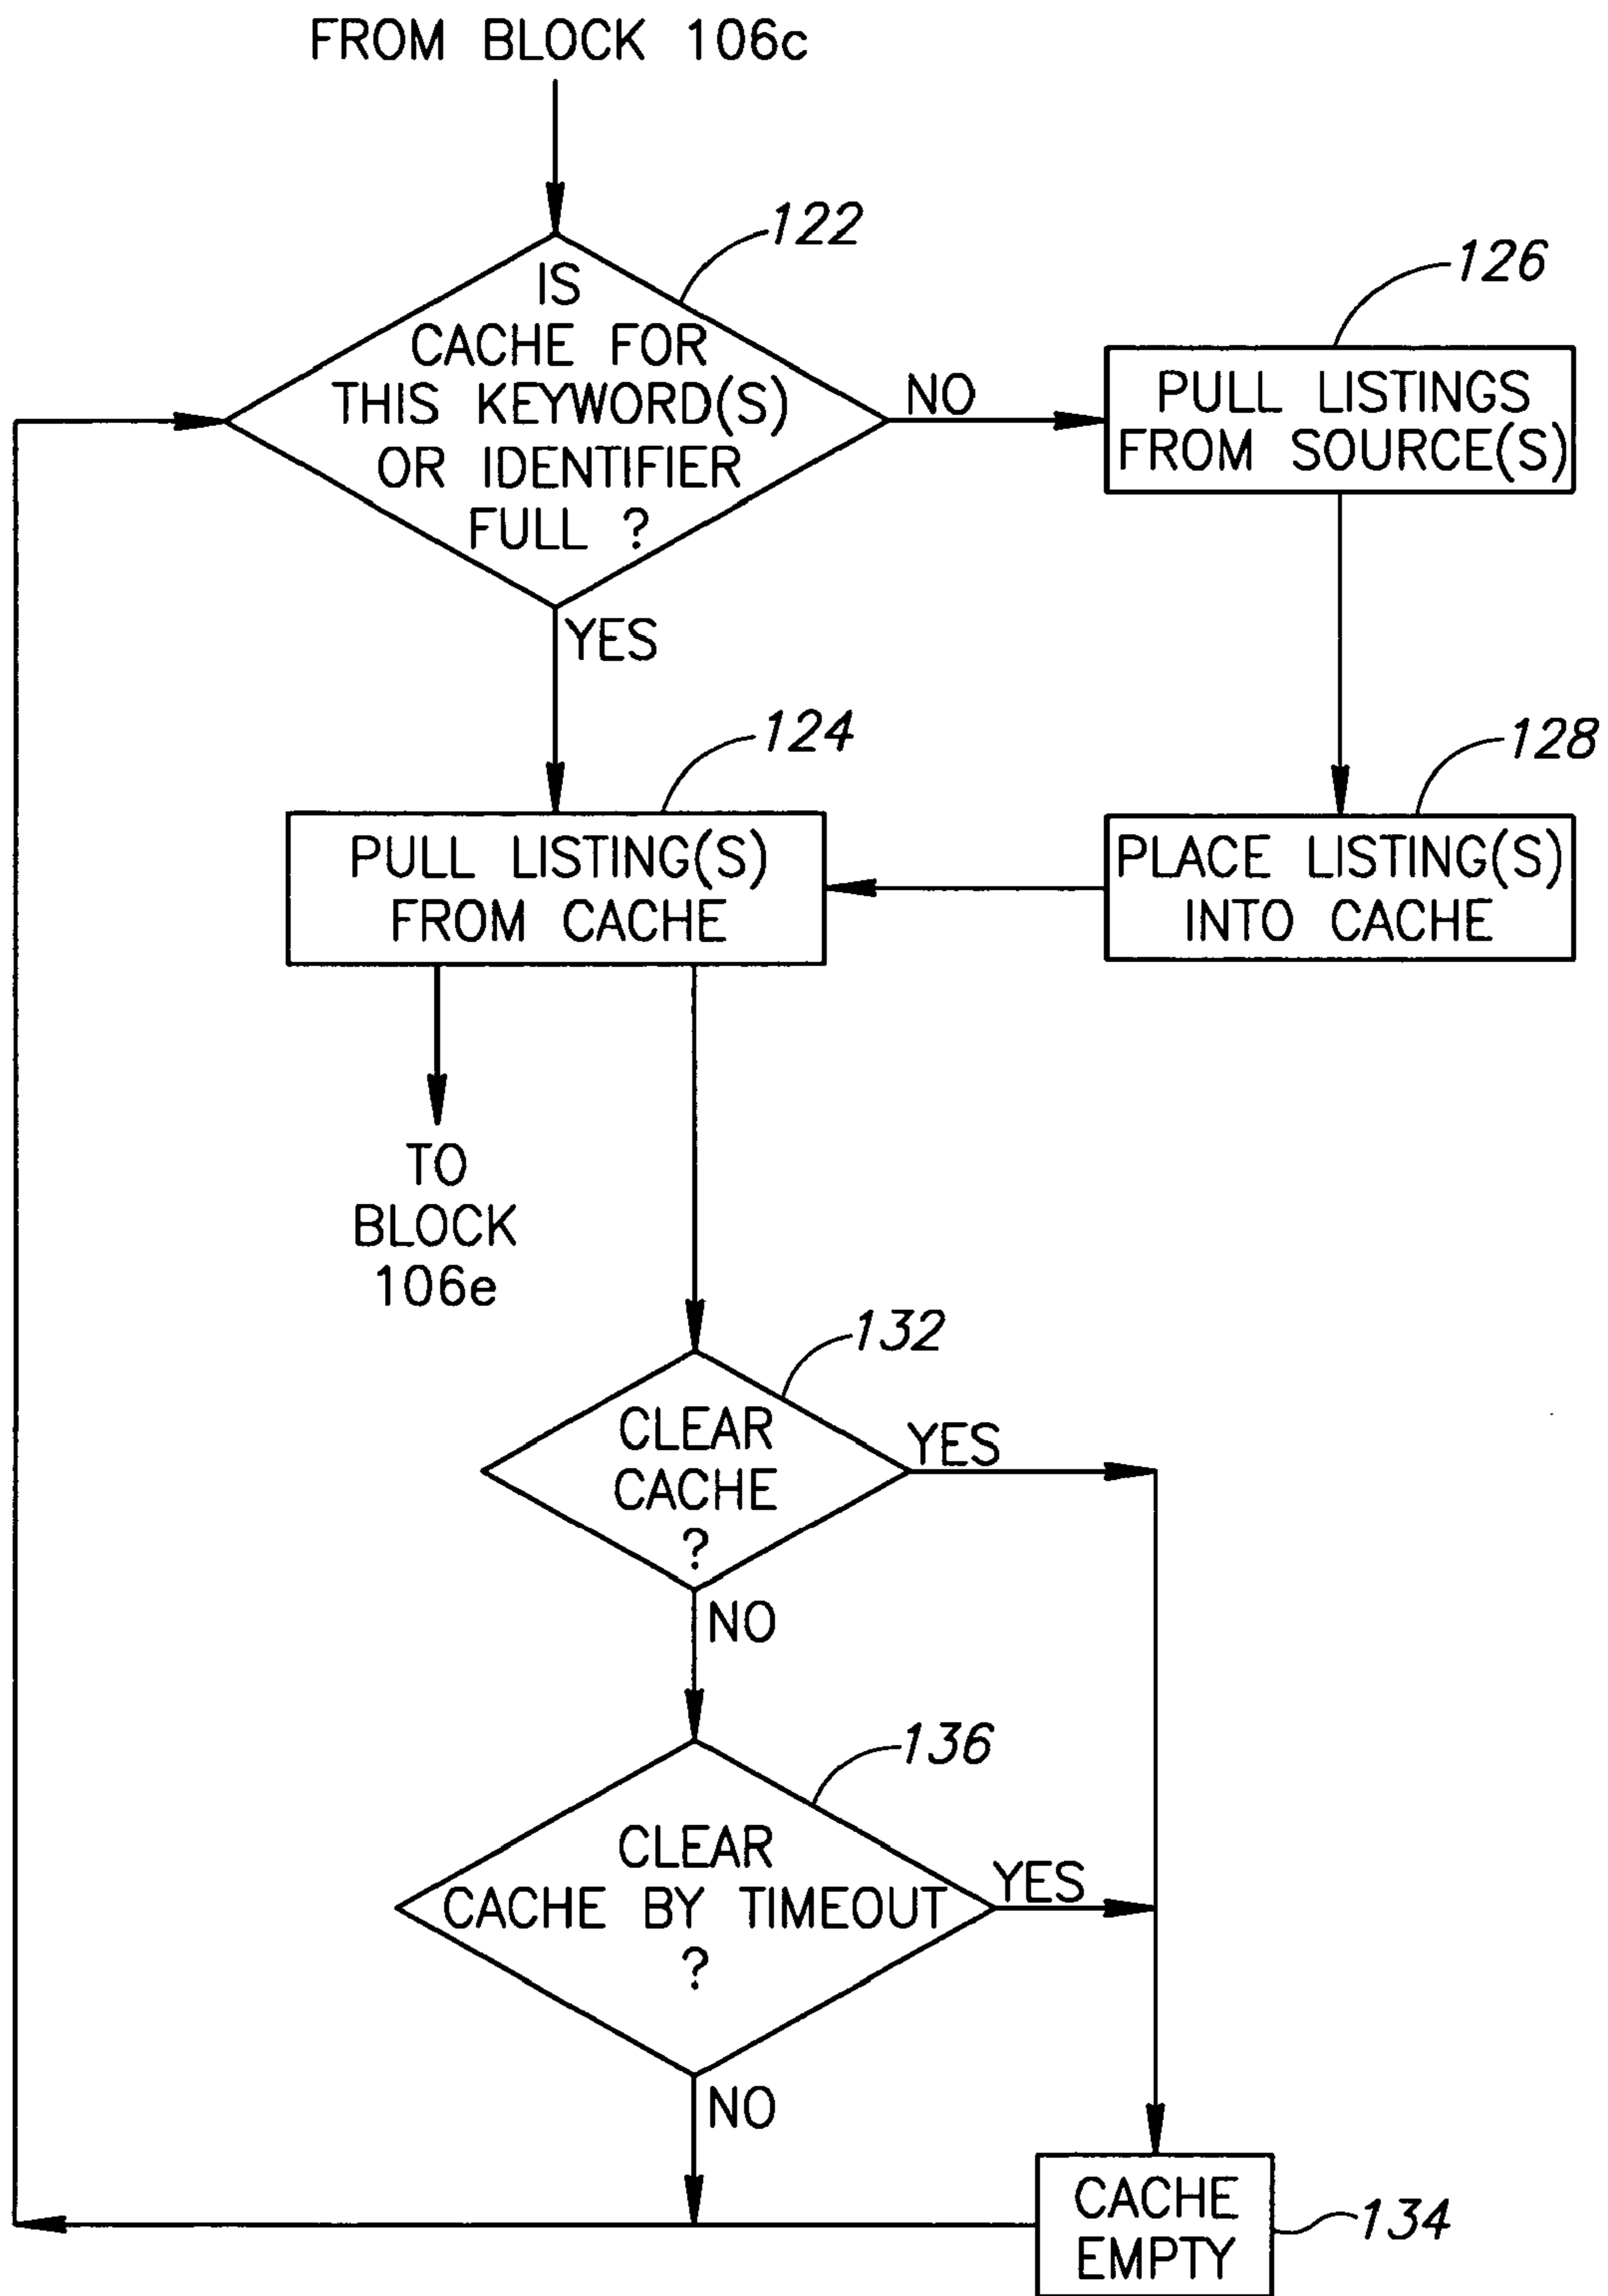 FROM BLOCK 106c
122
IS
CACHE FOR
THIS KEYWORD(S)
OR IDENTIFIER
FULL ?
NO
YES
126
PULL LISTINGS
FROM SOURCE(S)
124
PULL LISTING(S)
FROM CACHE
128
PLACE LISTING(S)
INTO CACHE
TO
BLOCK
106e
132
CLEAR
CACHE
?
YES
NO
136
CLEAR
CACHE BY TIMEOUT
?
YES
NO
CACHE
EMPTY
134